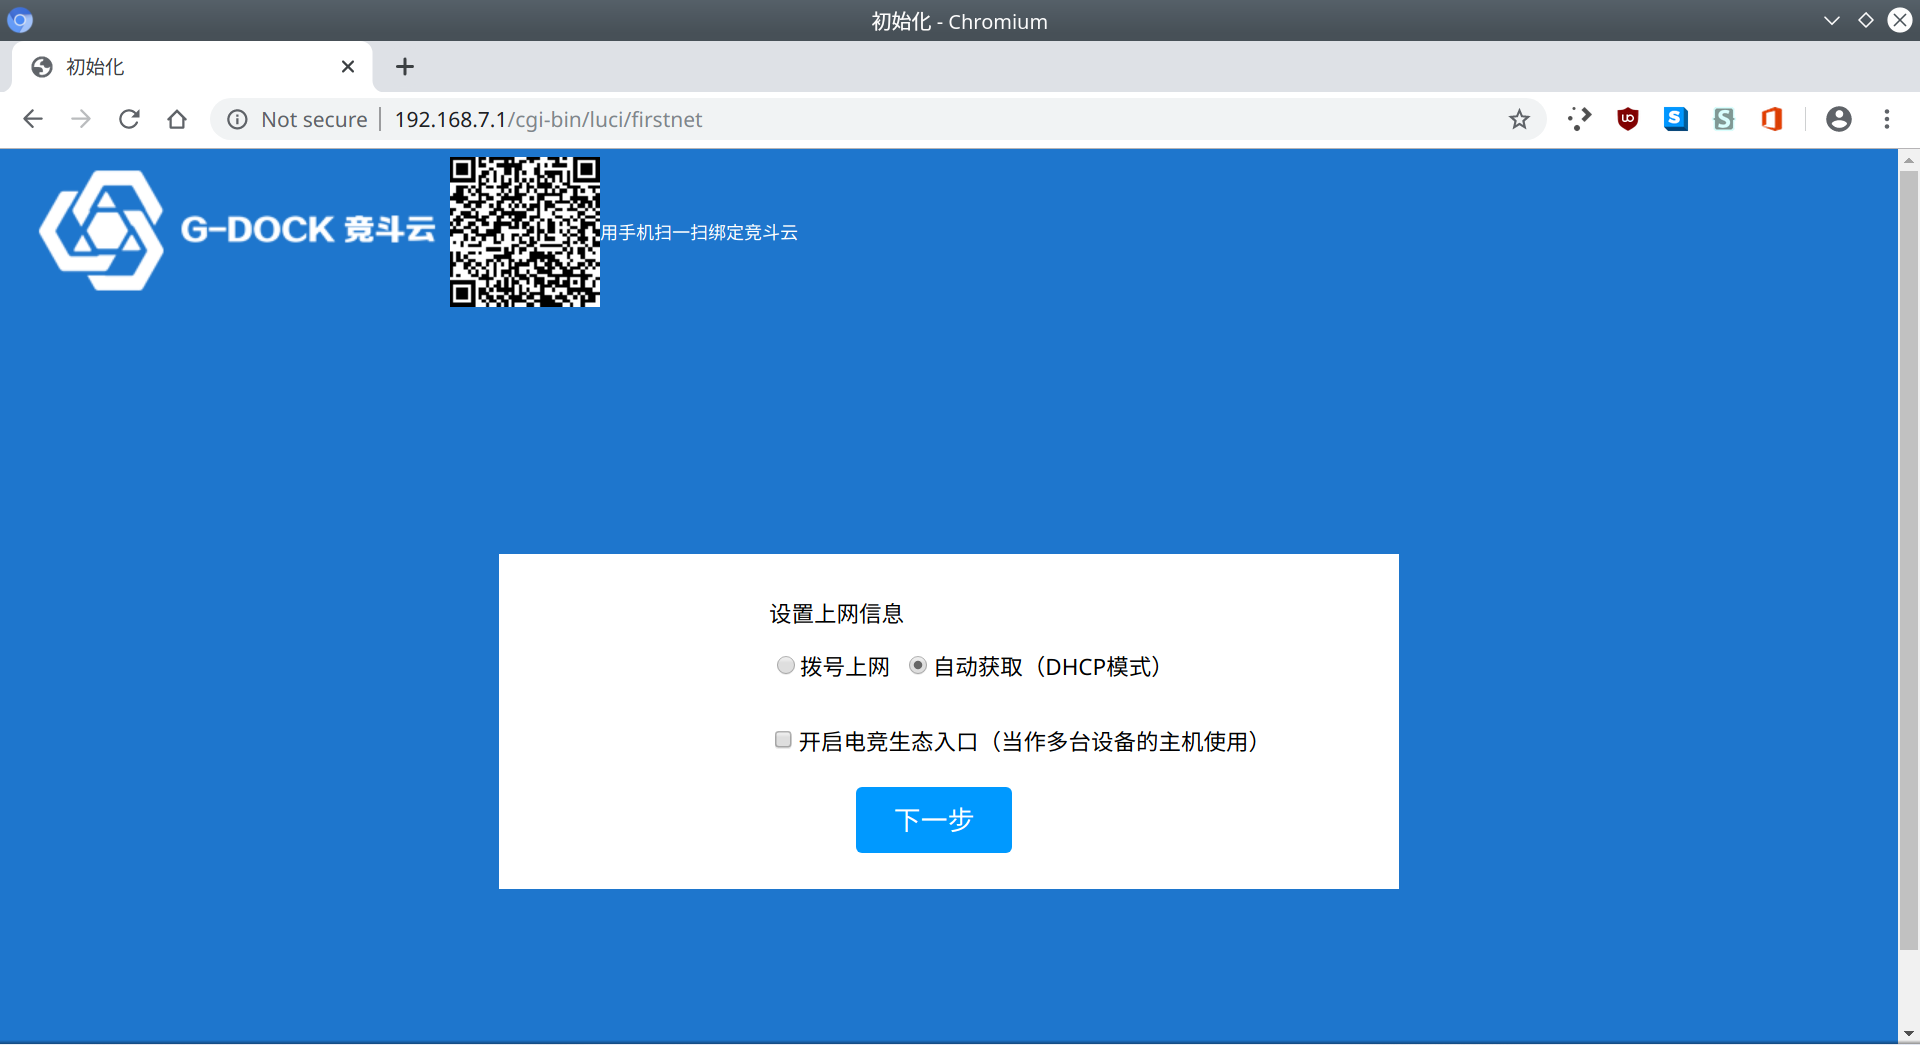 初始化 - Chromium
初始化
Not secure 192.168.7.1/cgi-bin/luci/firstnet
G-DOCK 竞斗云
用手机扫一扫绑定竞斗云
设置上网信息
拨号上网 自动获取（DHCP模式）
开启电竞生态入口（当作多台设备的主机使用）
下一步